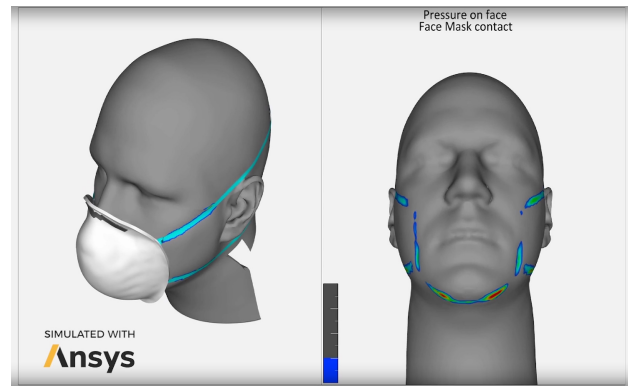 Pressure on face
Face Mask contact
SIMULATED WITH
Ansys